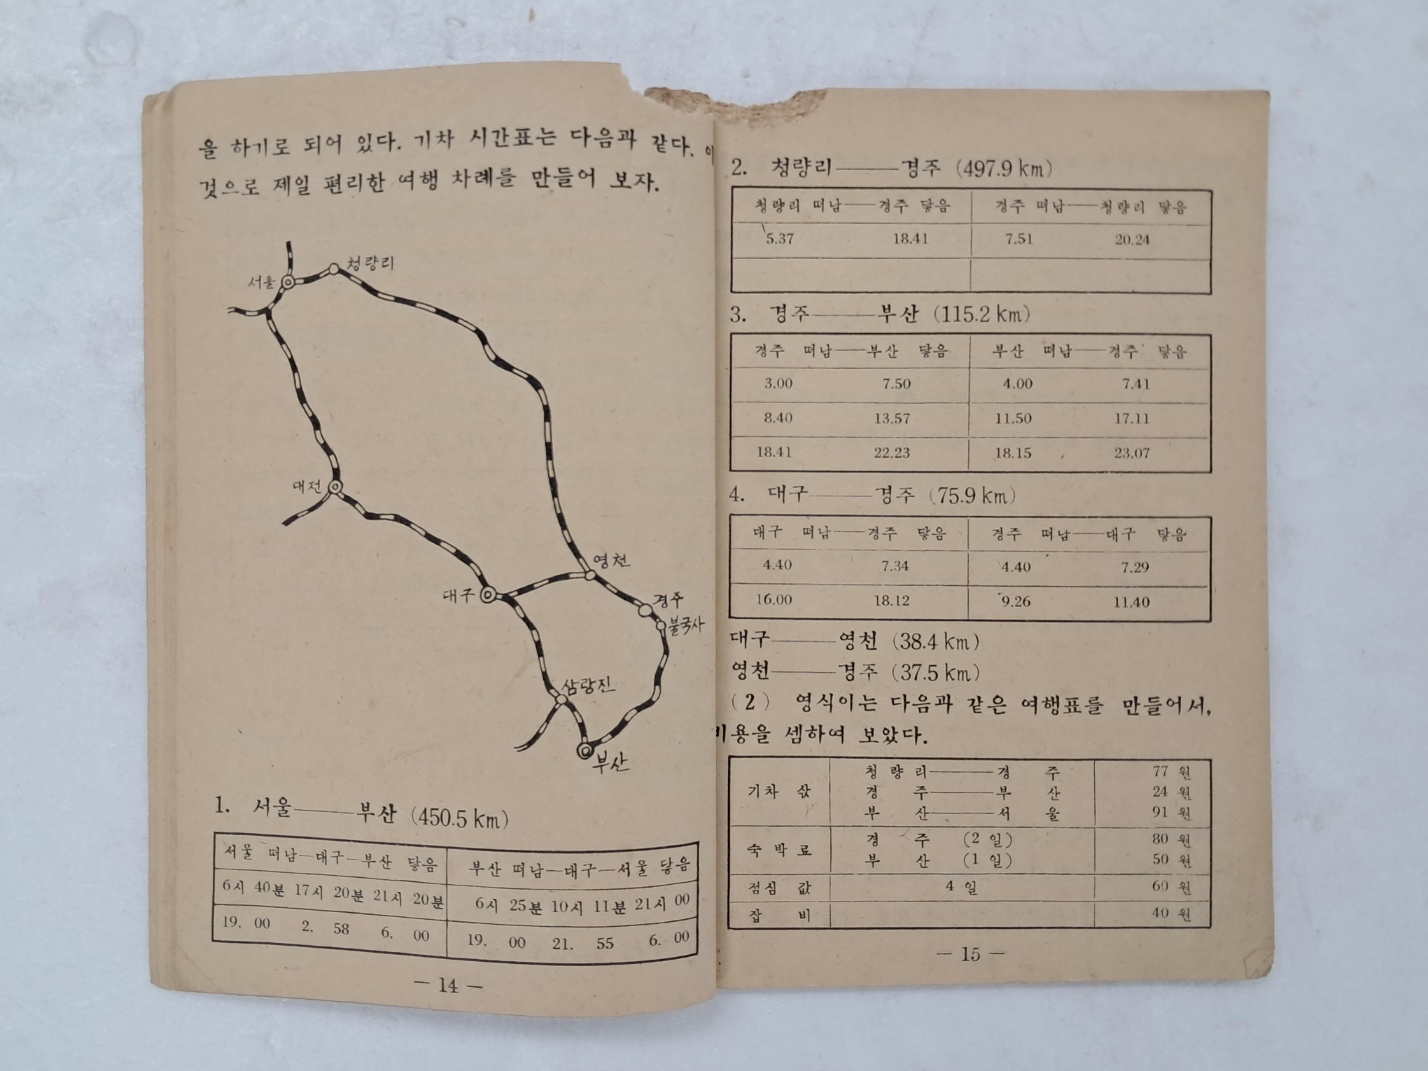 을 하기로 되어 있다. 기차 시간표는 다음과 같다. 이
것으로 제일 편리한 여행 차례를 만들어 보자.
서울
청량리
대전
영천
대구
경주
불국사
삼랑진
부산
1. 서울——부산 (450.5 km)
서울 떠남—대구—부산 닿음 부산 떠남—대구—서울 닿음
6시 40분 17시 20분 21시 20분 6시 25분 10시 11분 21시 00
19. 00 2. 58 6. 00 19. 00 21. 55 6. 00
— 14 —
2. 청량리——경주 (497.9 km)
청량리 떠남—경주 닿음 경주 떠남—청량리 닿음
5.37 18.41 7.51 20.24
3. 경주——부산 (115.2 km)
경주 떠남—부산 닿음 부산 떠남—경주 닿음
3.00 7.50 4.00 7.41
8.40 13.57 11.50 17.11
18.41 22.23 18.15 23.07
4. 대구——경주 (75.9 km)
대구 떠남—경주 닿음 경주 떠남—대구 닿음
4.40 7.34 4.40 7.29
16.00 18.12 9.26 11.40
대구——영천 (38.4 km)
영천——경주 (37.5 km)
(2) 영식이는 다음과 같은 여행표를 만들어서,
비용을 셈하여 보았다.
기차 삯 청량리——경주 77 원
경주——부산 24 원
부산——서울 91 원
숙박료 경주 (2 일) 80 원
부산 (1 일) 50 원
점심 값 4 일 60 원
잡비 40 원
— 15 —